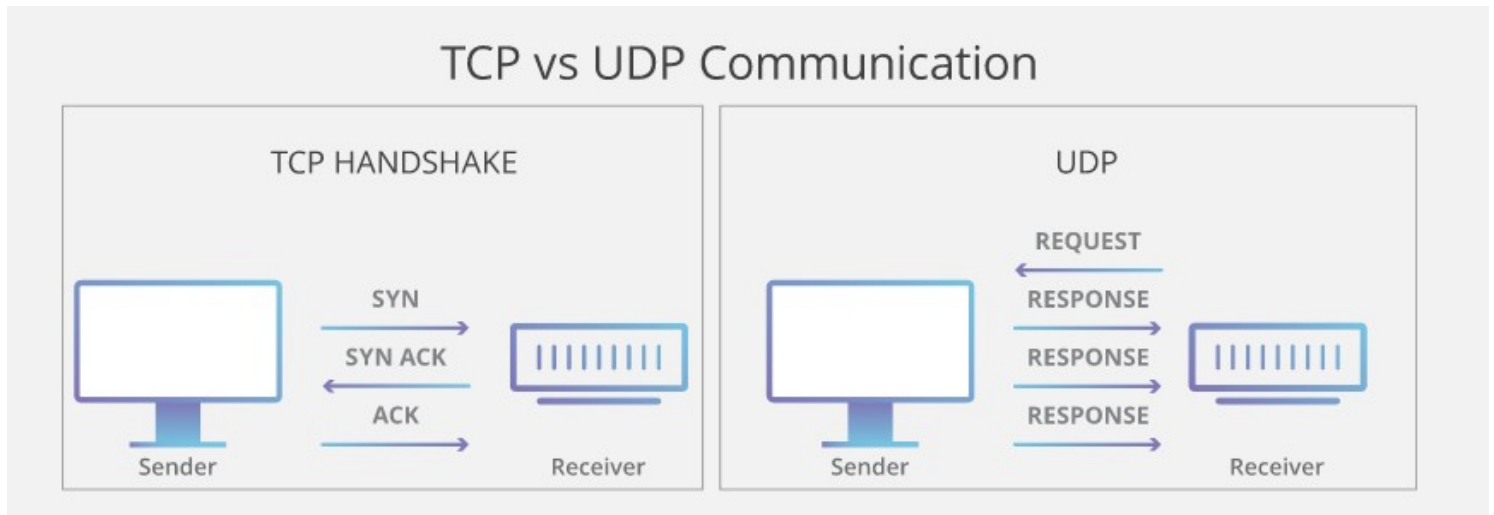 TCP vs UDP Communication
TCP HANDSHAKE
SYN
SYN ACK
ACK
Sender
Receiver
UDP
REQUEST
RESPONSE
RESPONSE
RESPONSE
Sender
Receiver